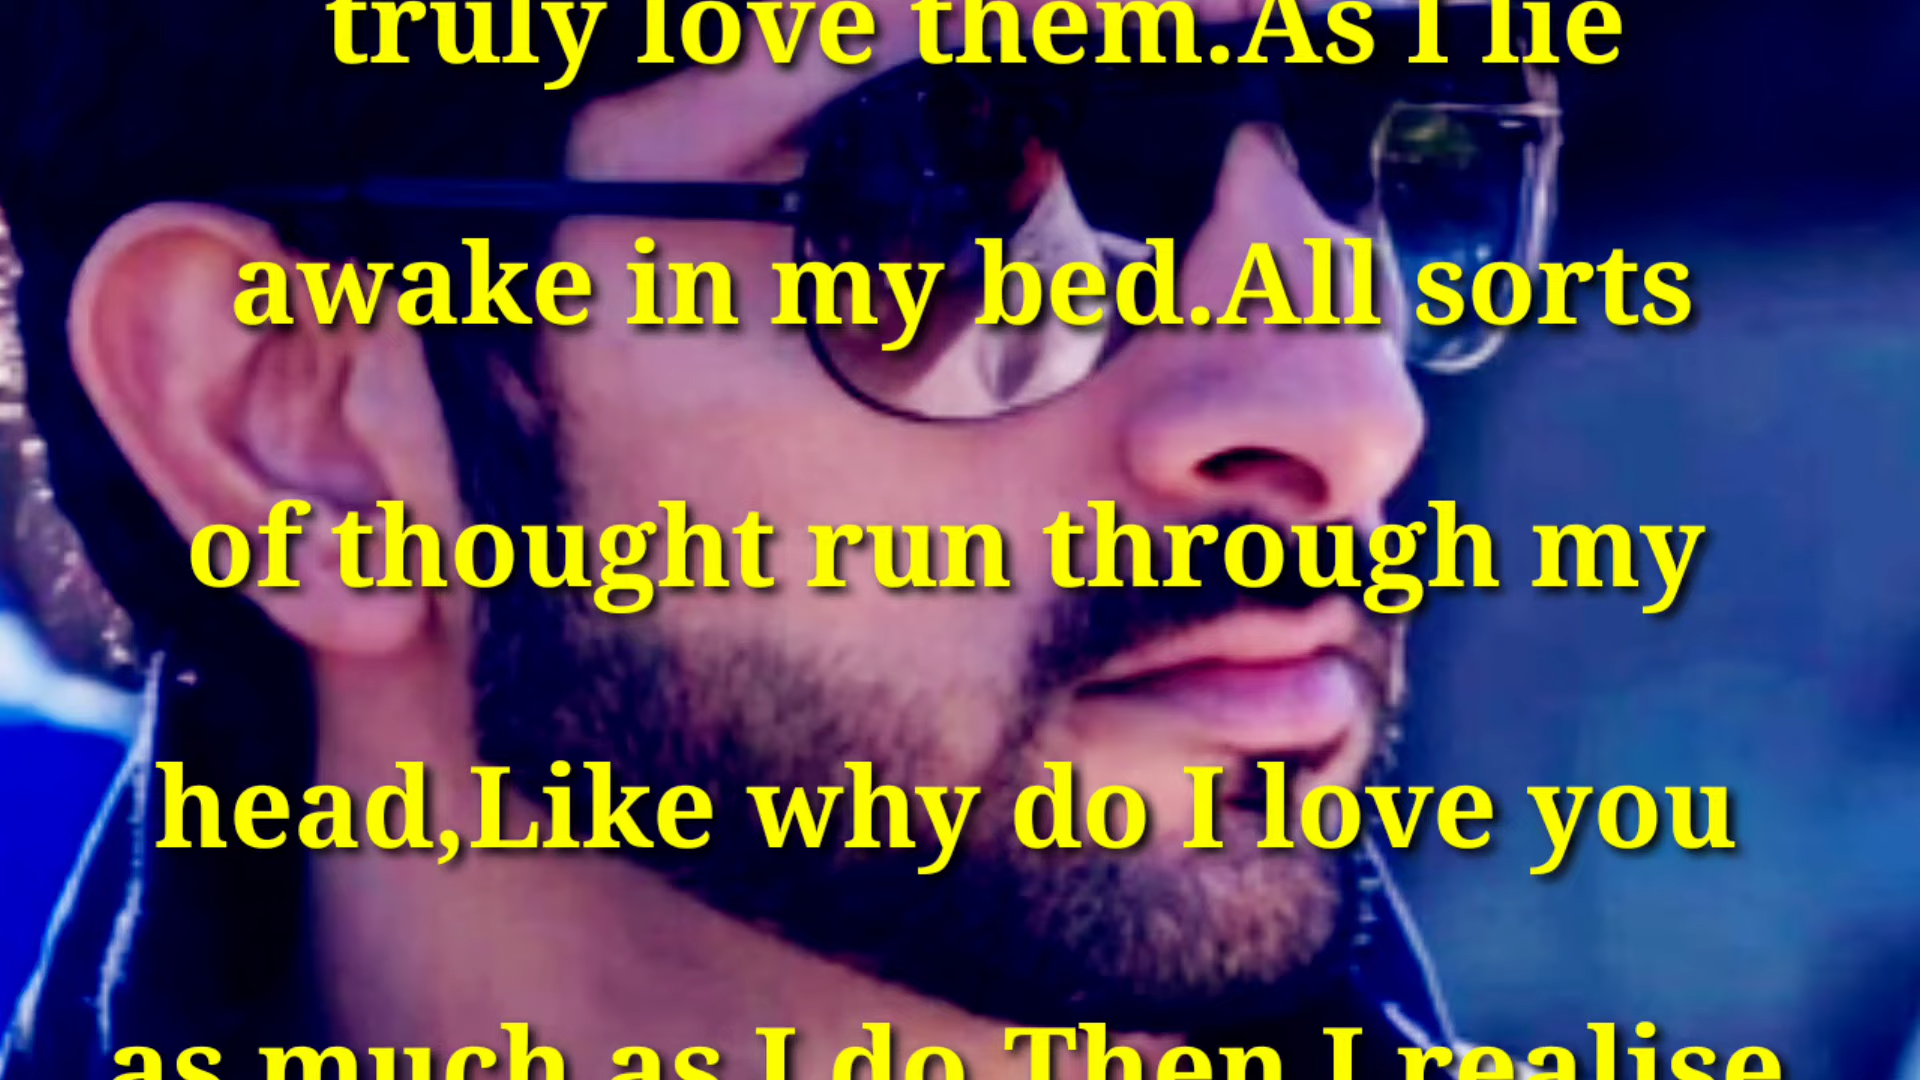 truly love them.As I lie
awake in my bed.All sorts
of thought run through my
head,Like why do I love you
as much as I do.Then I realise